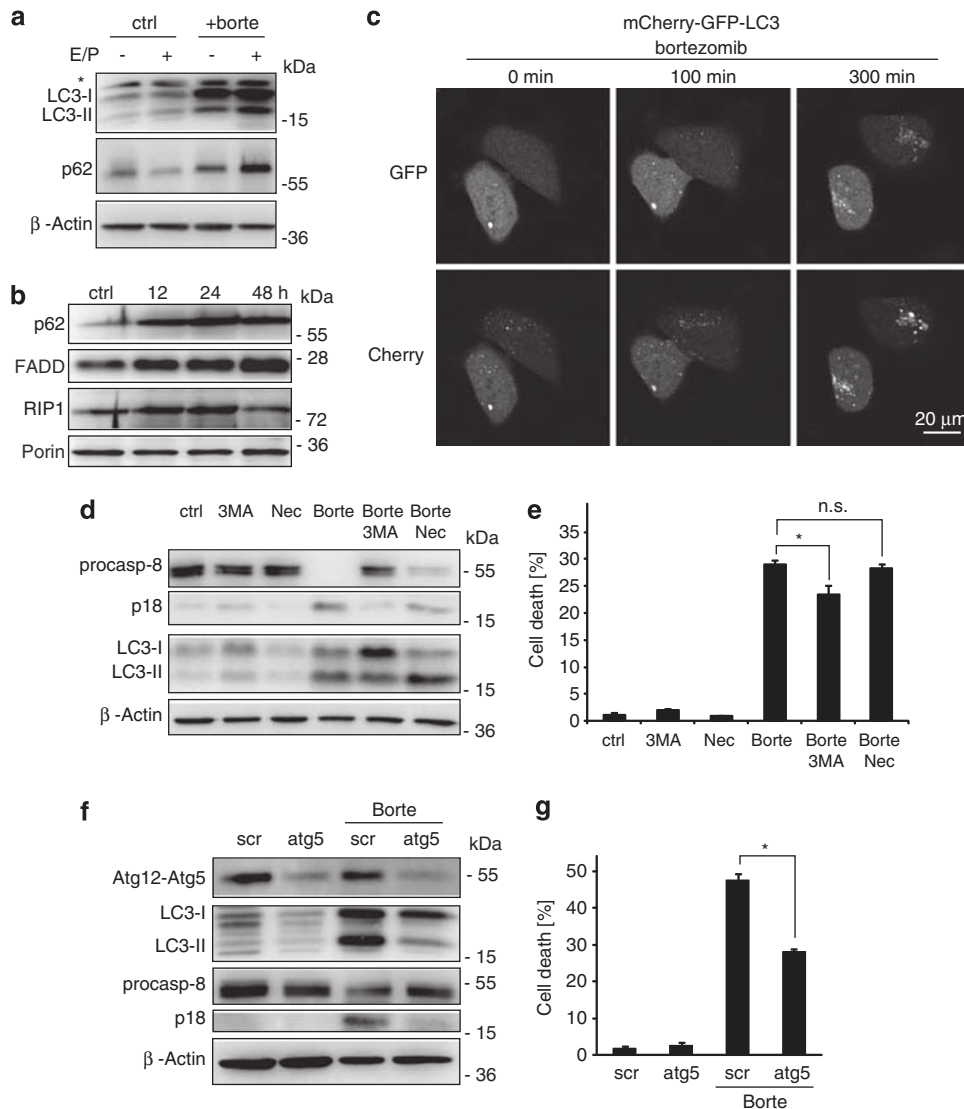 a
ctrl +borte
E/P - + - + kDa
*
LC3-I
LC3-II
-15
p62
-55
β -Actin
-36
b
ctrl 12 24 48 h kDa
p62
- 55
FADD
- 28
RIP1
- 72
Porin
- 36
c
mCherry-GFP-LC3
bortezomib
0 min 100 min 300 min
GFP
Cherry
20 μm
d
ctrl 3MA Nec Borte Borte Borte
3MA Nec
kDa
procasp-8
- 55
p18
- 15
LC3-I
LC3-II
- 15
β -Actin
- 36
e
n.s.
*
Cell death [%]
35
30
25
20
15
10
5
0
ctrl 3MA Nec Borte Borte Borte
3MA Nec
f
Borte
scr atg5 scr atg5
kDa
Atg12-Atg5
- 55
LC3-I
LC3-II
- 15
procasp-8
- 55
p18
- 15
β -Actin
- 36
g
*
Cell death [%]
50
40
30
20
10
0
scr atg5 scr atg5
Borte